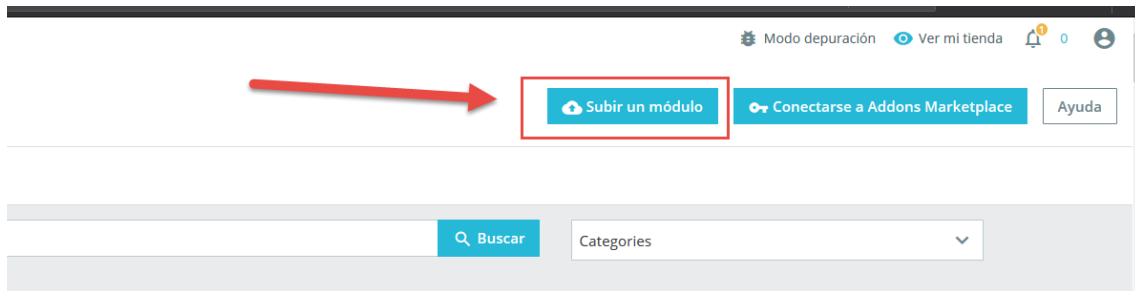 Modo depuración Ver mi tienda 1 0
Subir un módulo Conectarse a Addons Marketplace Ayuda
Buscar Categories